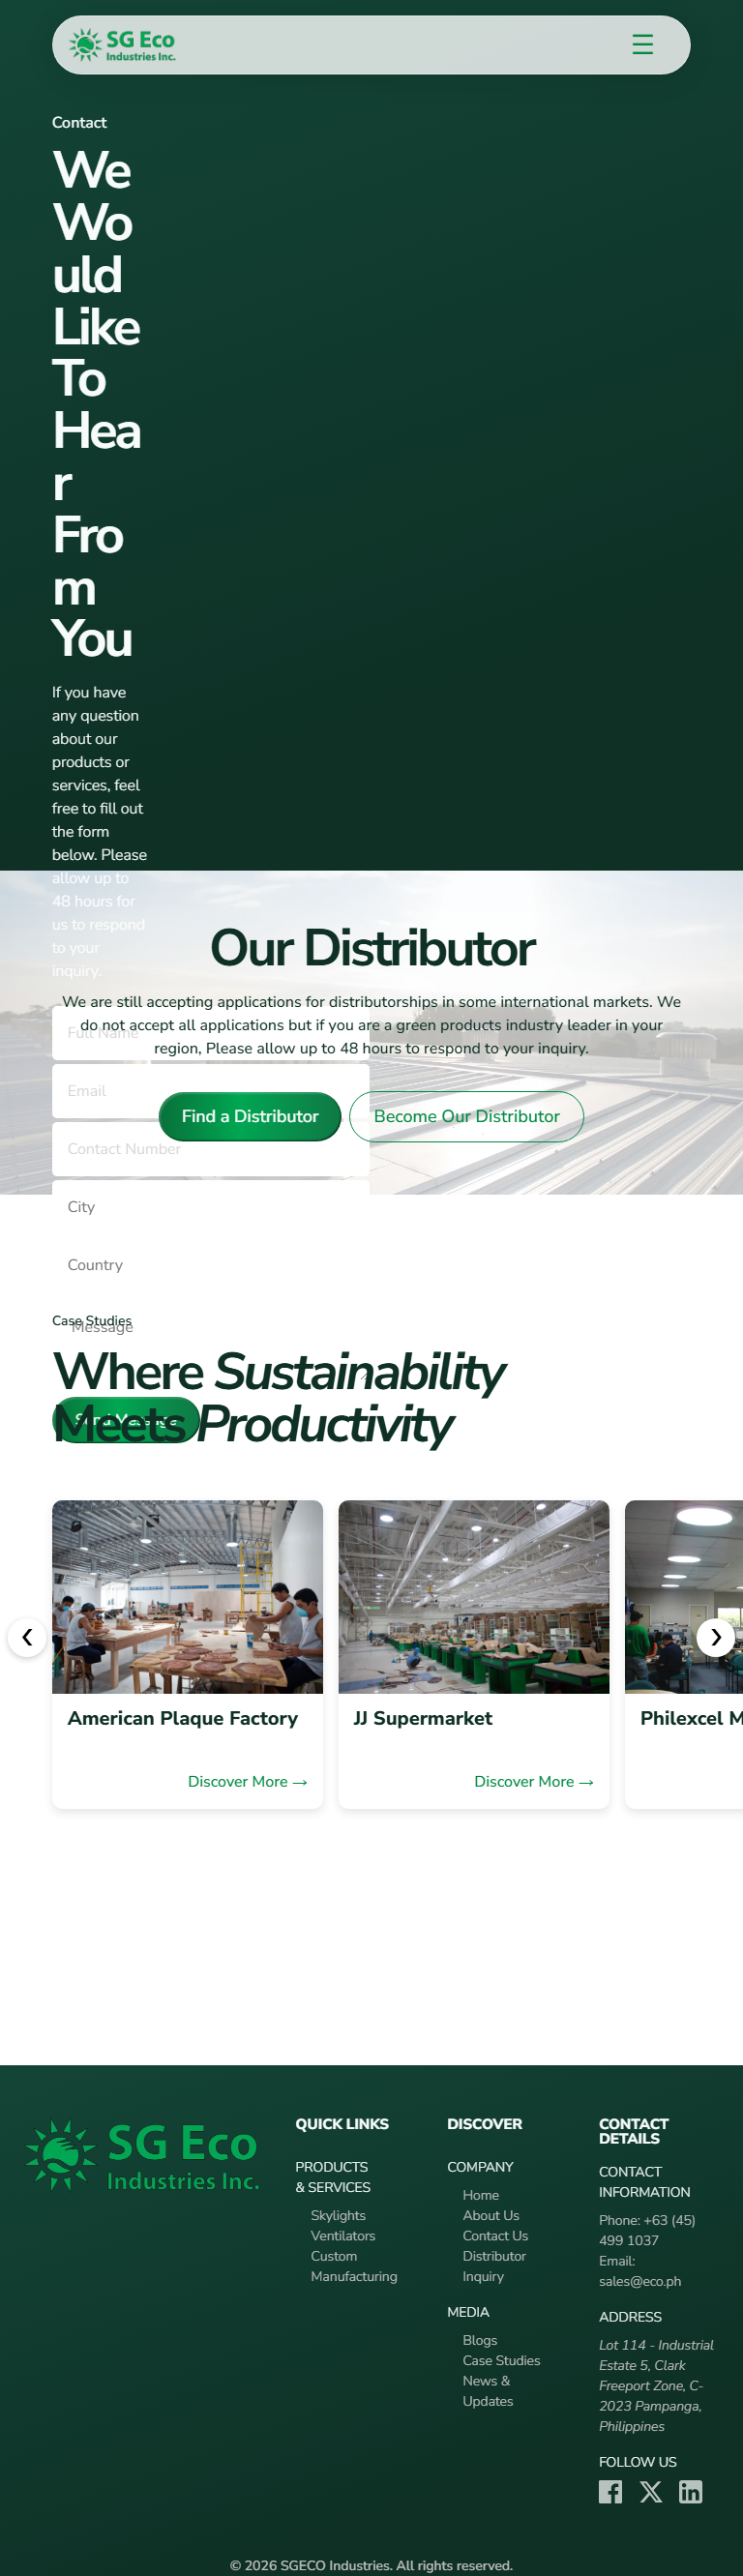 SG Eco
Industries Inc.
☰
Contact
We
Wo
uld
Like
To
Hea
r
Fro
m
You
If you have
any question
about our
products or
services, feel
free to fill out
the form
below. Please
allow up to
48 hours for
us to respond
to your
inquiry.
Our Distributor
We are still accepting applications for distributorships in some international markets. We
do not accept all applications but if you are a green products industry leader in your
region, Please allow up to 48 hours to respond to your inquiry.
Full Name
Email
Find a Distributor
Become Our Distributor
Contact Number
City
Country
Case Studies
Message
Where Sustainability
Meets Productivity
Send Message
❮
❯
American Plaque Factory
JJ Supermarket
Philexcel M
Discover More →
Discover More →
SG Eco
Industries Inc.
QUICK LINKS
PRODUCTS
& SERVICES
Skylights
Ventilators
Custom
Manufacturing
DISCOVER
COMPANY
Home
About Us
Contact Us
Distributor
Inquiry
MEDIA
Blogs
Case Studies
News &
Updates
CONTACT
DETAILS
CONTACT
INFORMATION
Phone: +63 (45)
499 1037
Email:
sales@eco.ph
ADDRESS
Lot 114 - Industrial
Estate 5, Clark
Freeport Zone, C-
2023 Pampanga,
Philippines
FOLLOW US
© 2026 SGECO Industries. All rights reserved.